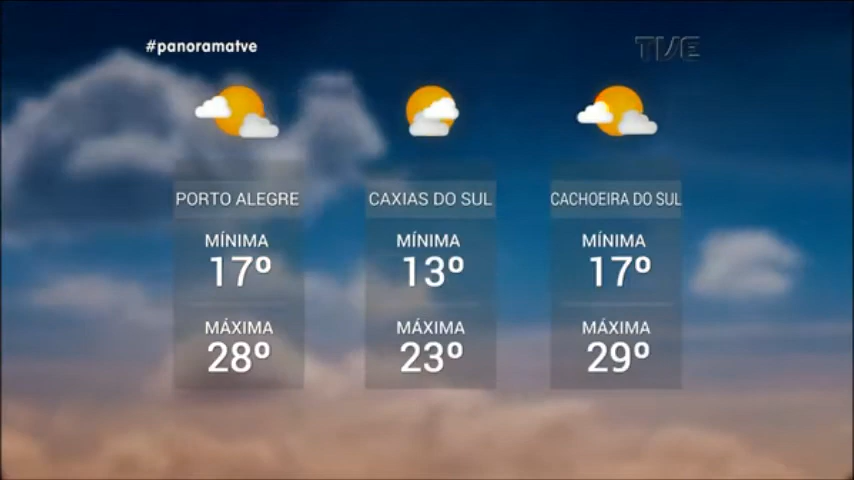 #panoramatve
TVE
PORTO ALEGRE
MÍNIMA
17º
MÁXIMA
28º
CAXIAS DO SUL
MÍNIMA
13º
MÁXIMA
23º
CACHOEIRA DO SUL
MÍNIMA
17º
MÁXIMA
29º